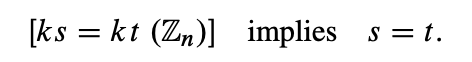 [ks = kt (ℤₙ)] implies s = t.